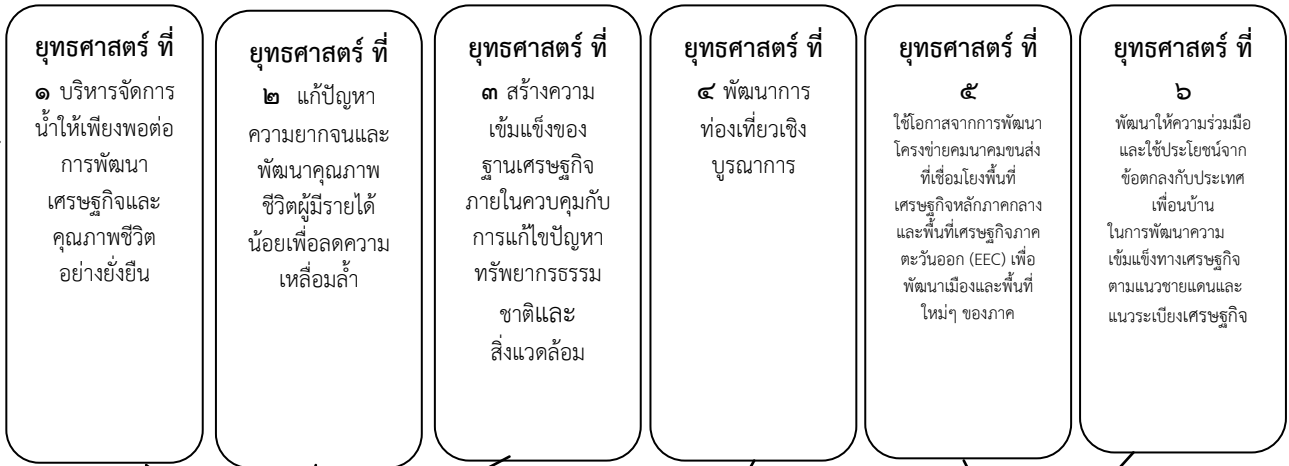 ยุทธศาสตร์ ที่
๑ บริหารจัดการ
น้ำให้เพียงพอต่อ
การพัฒนา
เศรษฐกิจและ
คุณภาพชีวิต
อย่างยั่งยืน
ยุทธศาสตร์ ที่
๒ แก้ปัญหา
ความยากจนและ
พัฒนาคุณภาพ
ชีวิตผู้มีรายได้
น้อยเพื่อลดความ
เหลื่อมล้ำ
ยุทธศาสตร์ ที่
๓ สร้างความ
เข้มแข็งของ
ฐานเศรษฐกิจ
ภายในควบคุมกับ
การแก้ไขปัญหา
ทรัพยากรธรรม
ชาติและ
สิ่งแวดล้อม
ยุทธศาสตร์ ที่
๔ พัฒนาการ
ท่องเที่ยวเชิง
บูรณาการ
ยุทธศาสตร์ ที่
๕
ใช้โอกาสจากการพัฒนา
โครงข่ายคมนาคมขนส่ง
ที่เชื่อมโยงพื้นที่
เศรษฐกิจหลักภาคกลาง
และพื้นที่เศรษฐกิจภาค
ตะวันออก (EEC) เพื่อ
พัฒนาเมืองและพื้นที่
ใหม่ๆ ของภาค
ยุทธศาสตร์ ที่
๖
พัฒนาให้ความร่วมมือ
และใช้ประโยชน์จาก
ข้อตกลงกับประเทศ
เพื่อนบ้าน
ในการพัฒนาความ
เข้มแข็งทางเศรษฐกิจ
ตามแนวชายแดนและ
แนวระเบียงเศรษฐกิจ